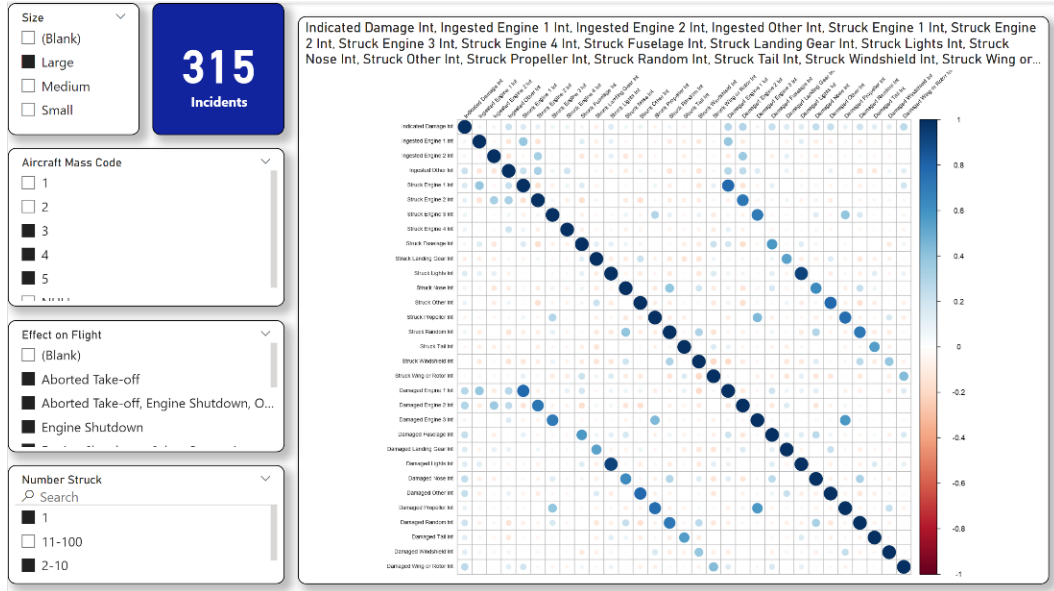 Size
(Blank)
Large
Medium
Small
315
Incidents
Aircraft Mass Code
1
2
3
4
5
Effect on Flight
(Blank)
Aborted Take-off
Aborted Take-off, Engine Shutdown, O...
Engine Shutdown
Number Struck
Search
1
11-100
2-10
Indicated Damage Int, Ingested Engine 1 Int, Ingested Engine 2 Int, Ingested Other Int, Struck Engine 1 Int, Struck Engine
2 Int, Struck Engine 3 Int, Struck Engine 4 Int, Struck Fuselage Int, Struck Landing Gear Int, Struck Lights Int, Struck
Nose Int, Struck Other Int, Struck Propeller Int, Struck Random Int, Struck Tail Int, Struck Windshield Int, Struck Wing or...
Indicated Damage Int
Ingested Engine 1 Int
Ingested Engine 2 Int
Ingested Other Int
Struck Engine 1 Int
Struck Engine 2 Int
Struck Engine 3 Int
Struck Engine 4 Int
Struck Fuselage Int
Struck Landing Gear Int
Struck Lights Int
Struck Nose Int
Struck Other Int
Struck Propeller Int
Struck Random Int
Struck Tail Int
Struck Windshield Int
Struck Wing or Rotor Int
Damaged Engine 1 Int
Damaged Engine 2 Int
Damaged Engine 3 Int
Damaged Fuselage Int
Damaged Landing Gear Int
Damaged Lights Int
Damaged Nose Int
Damaged Other Int
Damaged Propeller Int
Damaged Random Int
Damaged Tail Int
Damaged Windshield Int
Damaged Wing or Rotor Int
1
0.8
0.6
0.4
0.2
0
-0.2
-0.4
-0.6
-0.8
-1